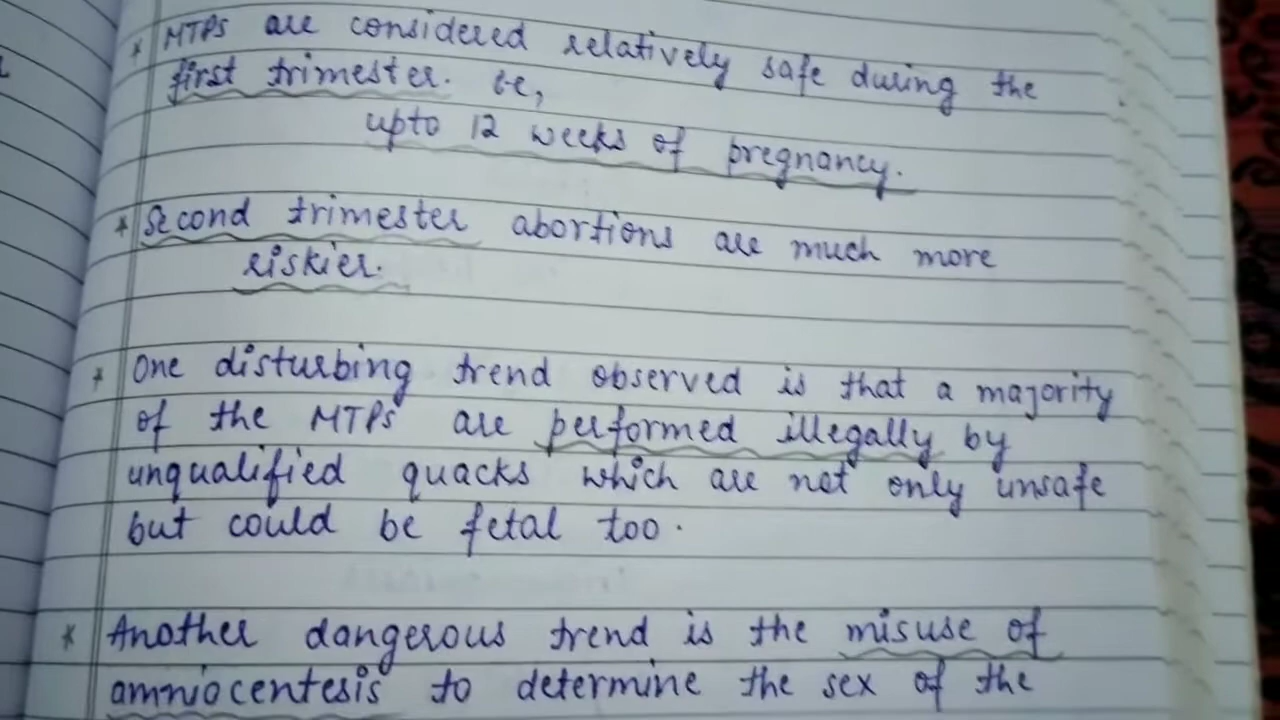 * MTPs are considered relatively safe during the
first trimester. i.e,
upto 12 weeks of pregnancy.
* Second trimester abortions are much more
riskier.
* One disturbing trend observed is that a majority
of the MTPs are performed illegally by
unqualified quacks which are not only unsafe
but could be fetal too.
* Another dangerous trend is the misuse of
amniocentesis to determine the sex of the